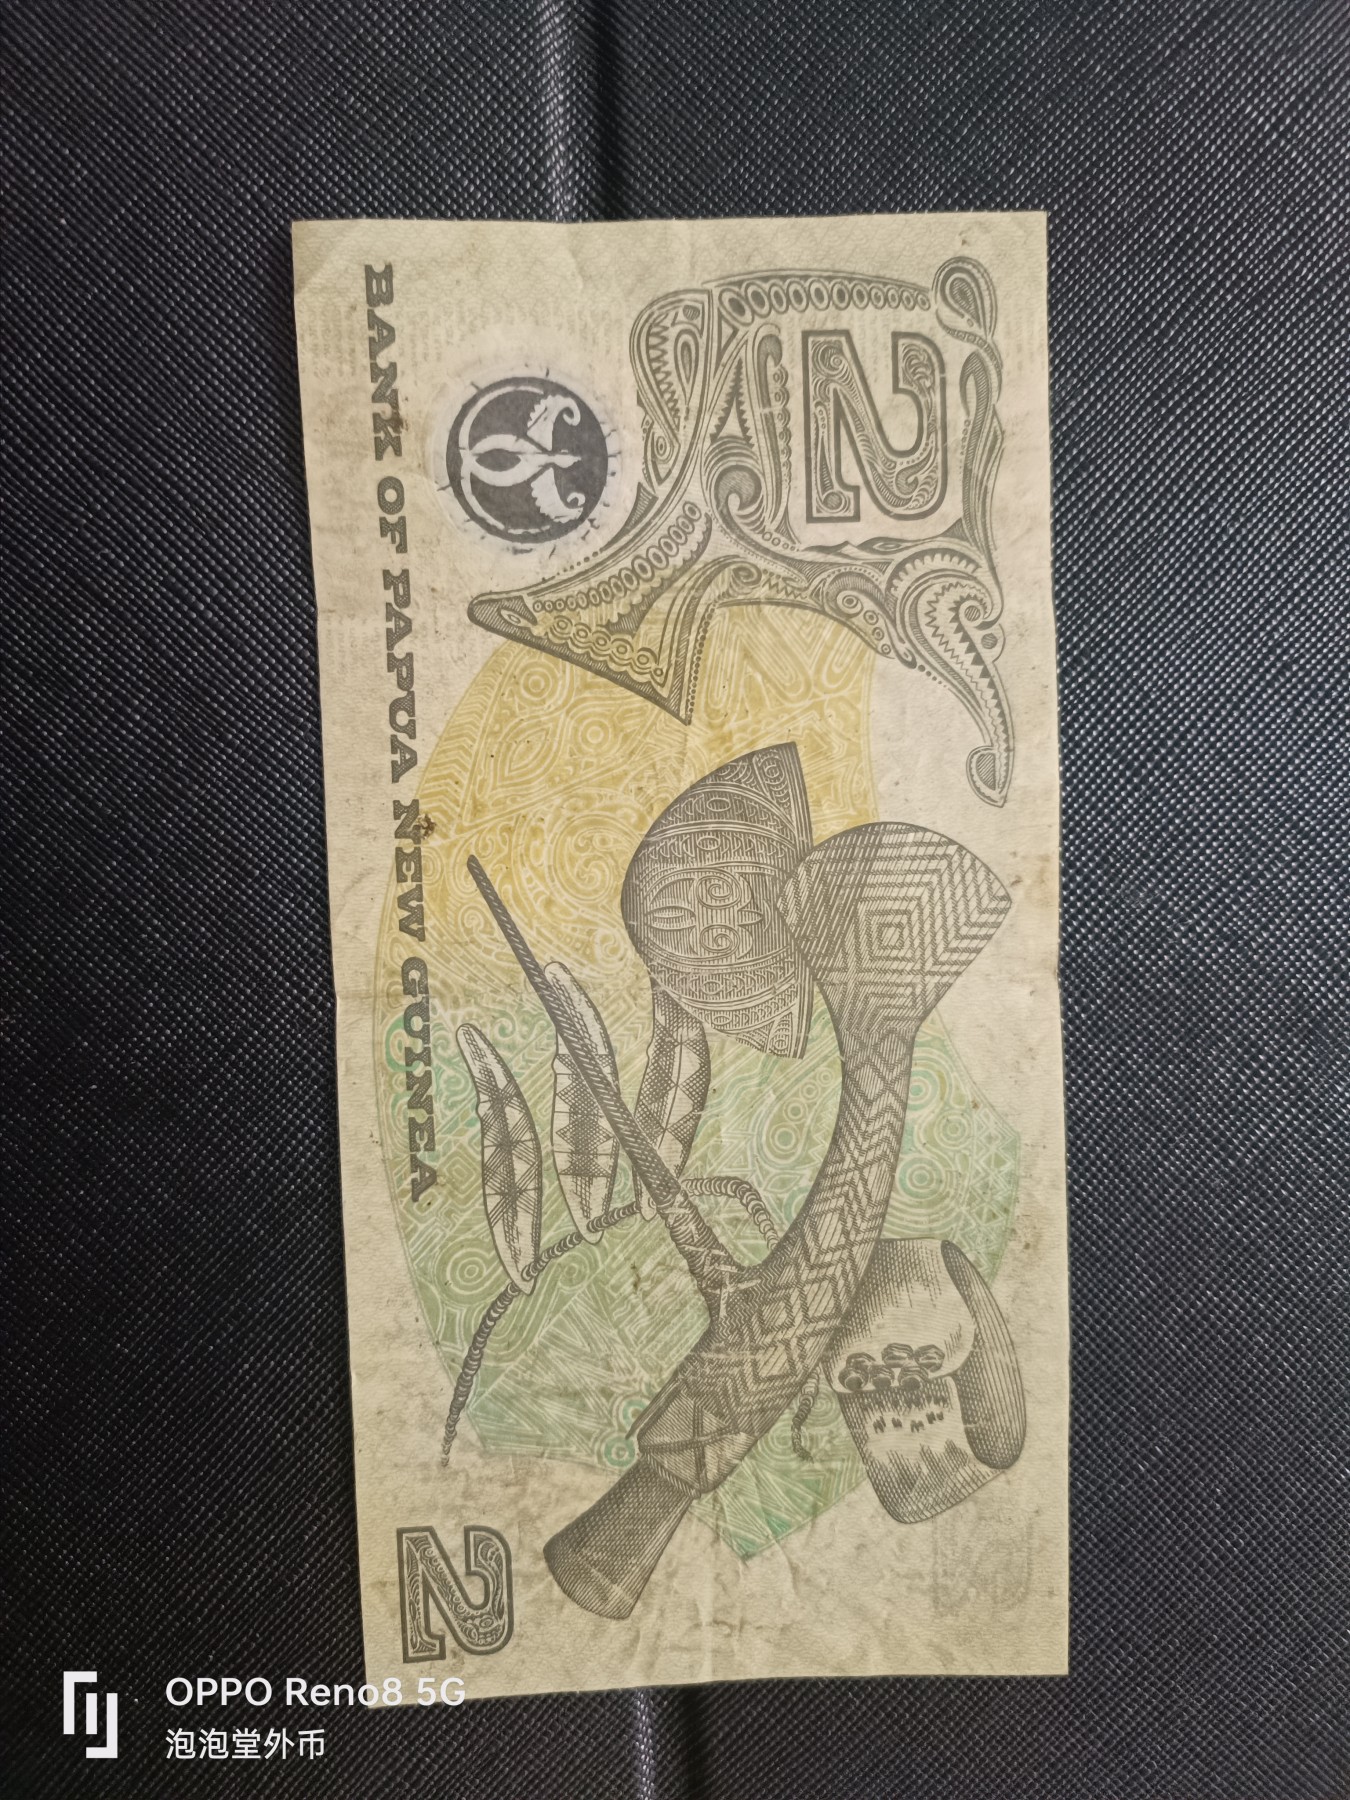 2
BANK OF PAPUA NEW GUINEA
2
OPPO Reno8 5G
泡泡堂外币